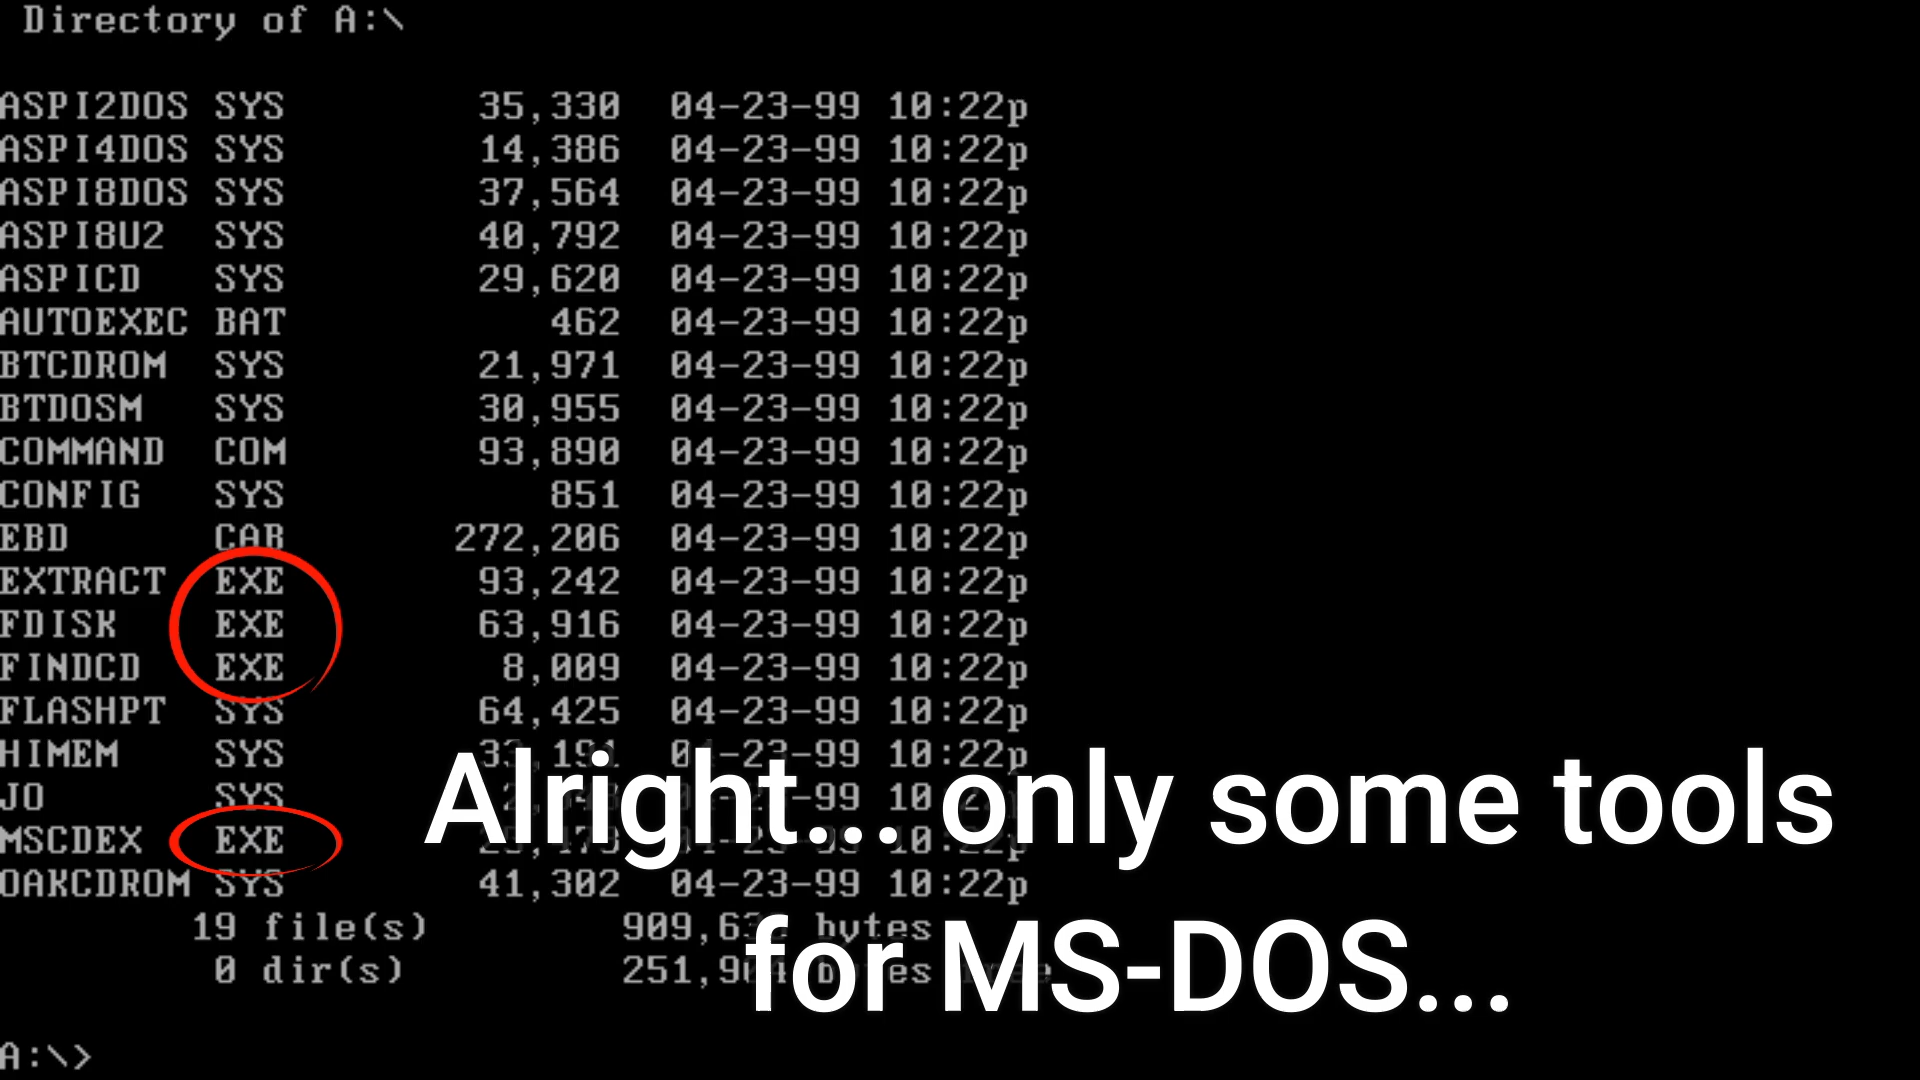 Directory of A:\
ASPI2DOS SYS 35,330 04-23-99 10:22p
ASPI4DOS SYS 14,386 04-23-99 10:22p
ASPI8DOS SYS 37,564 04-23-99 10:22p
ASPI8U2 SYS 40,792 04-23-99 10:22p
ASPICD SYS 29,620 04-23-99 10:22p
AUTOEXEC BAT 462 04-23-99 10:22p
BTCDROM SYS 21,971 04-23-99 10:22p
BTDOSM SYS 30,955 04-23-99 10:22p
COMMAND COM 93,890 04-23-99 10:22p
CONFIG SYS 851 04-23-99 10:22p
EBD CAB 272,206 04-23-99 10:22p
EXTRACT EXE 93,242 04-23-99 10:22p
FDISK EXE 63,916 04-23-99 10:22p
FINDCD EXE 8,009 04-23-99 10:22p
FLASHPT SYS 64,425 04-23-99 10:22p
HIMEM SYS 33,191 04-23-99 10:22p
JO SYS
MSCDEX EXE
Alright... only some tools
OAKCDROM SYS 41,302 04-23-99 10:22p
19 file(s) bytes
0 dir(s) bytes
for MS-DOS...
A:\>